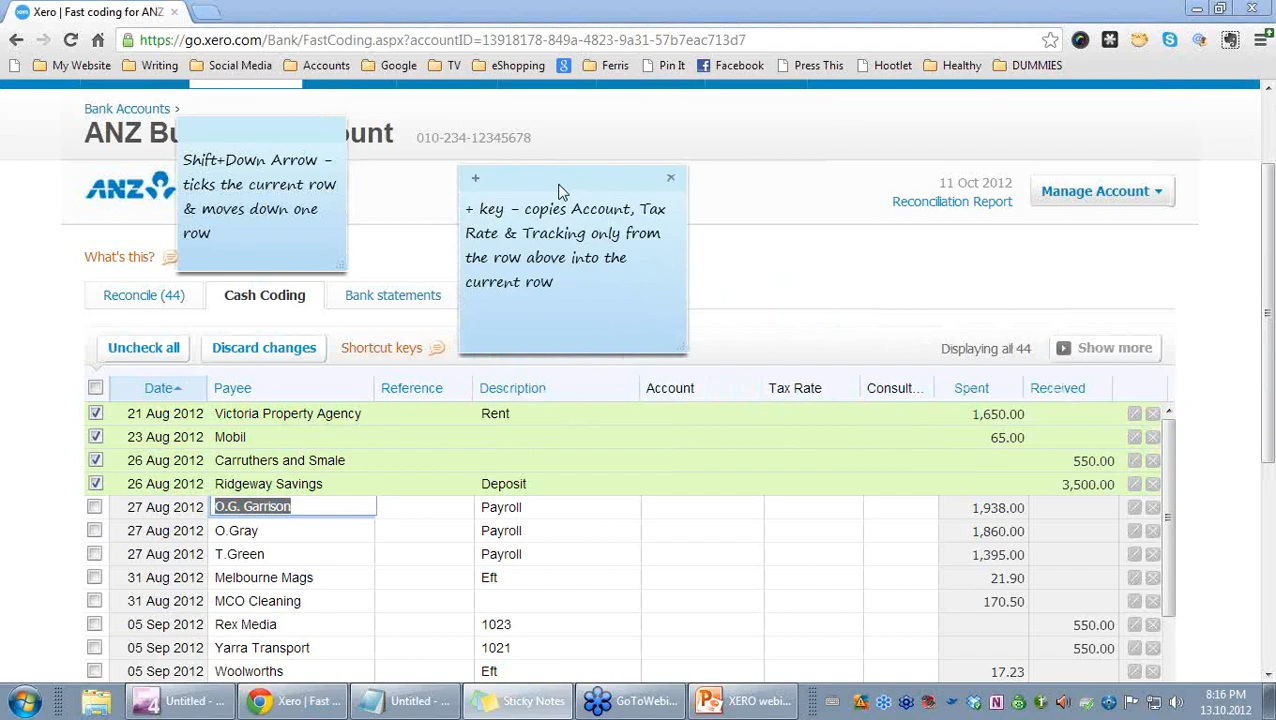 Xero | Fast coding for ANZ
https://go.xero.com/Bank/FastCoding.aspx?accountID=13918178-849a-4823-9a31-57b7eac713d7
My Website Writing Social Media Accounts Google TV eShopping Ferris Pin It Facebook Press This Hootlet Healthy DUMMIES
Bank Accounts >
ANZ Bu ount 010-234-12345678
Shift+Down Arrow -
ticks the current row
& moves down one
row
+ key - copies Account, Tax
Rate & Tracking only from
the row above into the
current row
ANZ
11 Oct 2012
Reconciliation Report
Manage Account
What's this?
Reconcile (44) Cash Coding Bank statements
Uncheck all Discard changes Shortcut keys Displaying all 44 Show more
Date Payee Reference Description Account Tax Rate Consult... Spent Received
21 Aug 2012 Victoria Property Agency Rent 1,650.00
23 Aug 2012 Mobil 65.00
26 Aug 2012 Carruthers and Smale 550.00
26 Aug 2012 Ridgeway Savings Deposit 3,500.00
27 Aug 2012 O.G. Garrison Payroll 1,938.00
27 Aug 2012 O.Gray Payroll 1,860.00
27 Aug 2012 T.Green Payroll 1,395.00
31 Aug 2012 Melbourne Mags Eft 21.90
31 Aug 2012 MCO Cleaning 170.50
05 Sep 2012 Rex Media 1023 550.00
05 Sep 2012 Yarra Transport 1021 550.00
05 Sep 2012 Woolworths Eft 17.23
Untitled - ... Xero | Fast... Untitled - ... Sticky Notes GoToWebi... XERO webi...
8:16 PM
13.10.2012